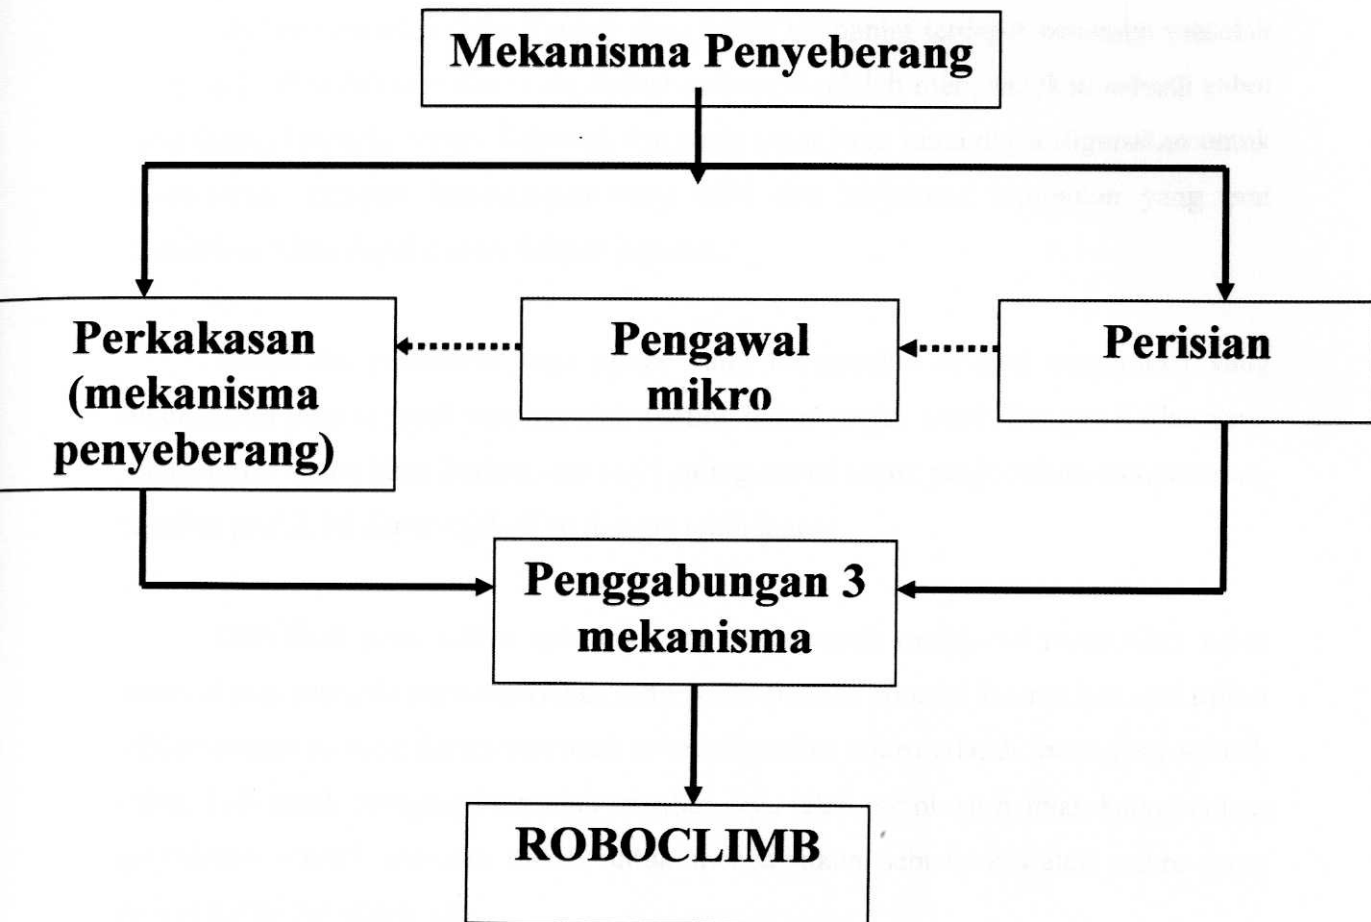 Mekanisma Penyeberang
Perkakasan
(mekanisma
penyeberang)
Pengawal
mikro
Perisian
Penggabungan 3
mekanisma
ROBOCLIMB